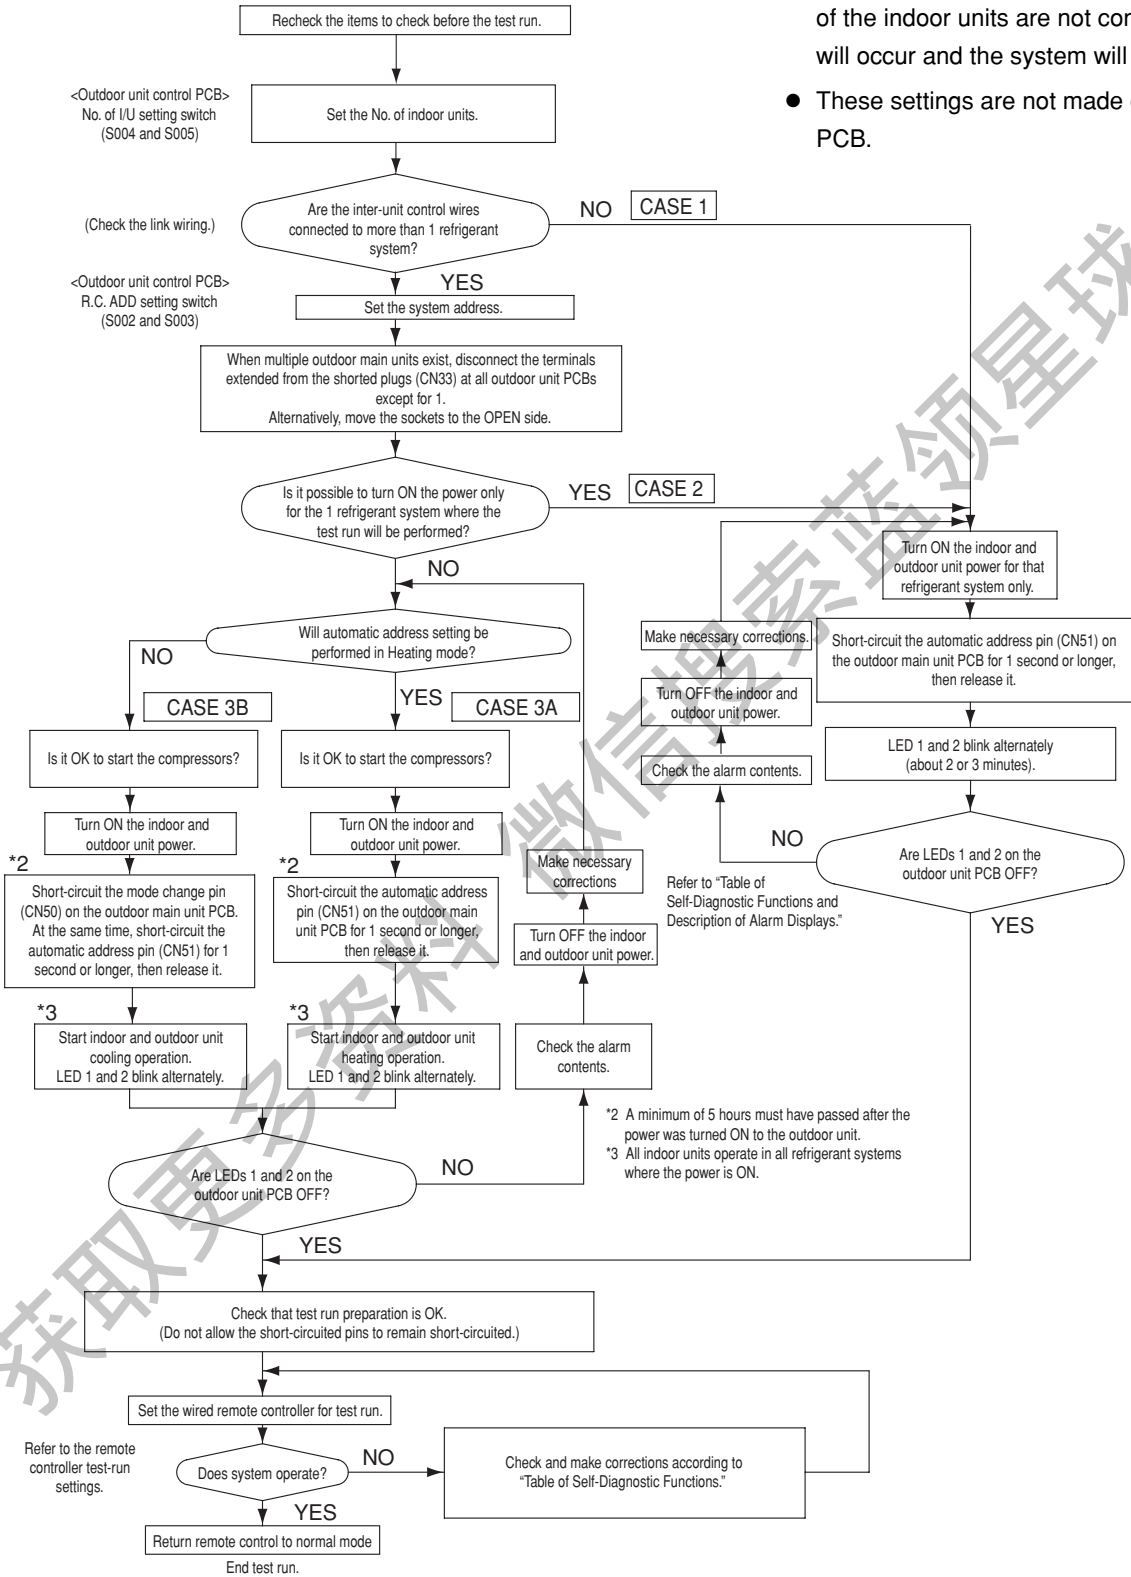 of the indoor units are not
will occur and the system will
● These settings are not made
PCB.
Recheck the items to check before the test run.
<Outdoor unit control PCB>
No. of I/U setting switch
(S004 and S005)
Set the No. of indoor units.
(Check the link wiring.)
Are the inter-unit control wires
connected to more than 1 refrigerant
system?
NO
CASE 1
YES
<Outdoor unit control PCB>
R.C. ADD setting switch
(S002 and S003)
Set the system address.
When multiple outdoor main units exist, disconnect the terminals
extended from the shorted plugs (CN33) at all outdoor unit PCBs
except for 1.
Alternatively, move the sockets to the OPEN side.
Is it possible to turn ON the power only
for the 1 refrigerant system where the
test run will be performed?
YES
CASE 2
NO
Turn ON the indoor and
outdoor unit power for that
refrigerant system only.
Will automatic address setting be
performed in Heating mode?
NO
YES
CASE 3B
CASE 3A
Make necessary corrections.
Short-circuit the automatic address pin (CN51) on
the outdoor main unit PCB for 1 second or longer,
then release it.
Turn OFF the indoor and
outdoor unit power.
Is it OK to start the compressors?
Is it OK to start the compressors?
Check the alarm contents.
LED 1 and 2 blink alternately
(about 2 or 3 minutes).
Turn ON the indoor and
outdoor unit power.
Turn ON the indoor and
outdoor unit power.
NO
Are LEDs 1 and 2 on the
outdoor unit PCB OFF?
YES
Refer to “Table of
Self-Diagnostic Functions and
Description of Alarm Displays.”
*2
Short-circuit the mode change pin
(CN50) on the outdoor main unit PCB.
At the same time, short-circuit the
automatic address pin (CN51) for 1
second or longer, then release it.
*2
Short-circuit the automatic address
pin (CN51) on the outdoor main
unit PCB for 1 second or longer,
then release it.
Make necessary
corrections
Turn OFF the indoor
and outdoor unit power.
*3
Start indoor and outdoor unit
cooling operation.
LED 1 and 2 blink alternately.
*3
Start indoor and outdoor unit
heating operation.
LED 1 and 2 blink alternately.
Check the alarm
contents.
*2 A minimum of 5 hours must have passed after the
power was turned ON to the outdoor unit.
*3 All indoor units operate in all refrigerant systems
where the power is ON.
Are LEDs 1 and 2 on the
outdoor unit PCB OFF?
NO
YES
Check that test run preparation is OK.
(Do not allow the short-circuited pins to remain short-circuited.)
Set the wired remote controller for test run.
Refer to the remote
controller test-run
settings.
Does system operate?
NO
Check and make corrections according to
“Table of Self-Diagnostic Functions.”
YES
Return remote control to normal mode
End test run.
获取更多资料 微信搜索蓝领星球